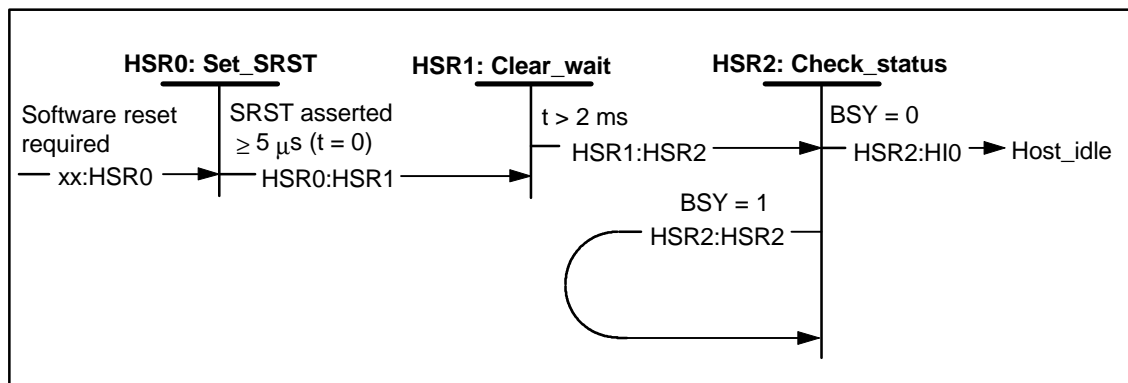 HSR0: Set_SRST
HSR1: Clear_wait
HSR2: Check_status
Software reset
required
xx:HSR0
SRST asserted
≥ 5 μs (t = 0)
HSR0:HSR1
t > 2 ms
HSR1:HSR2
BSY = 0
HSR2:HI0
Host_idle
BSY = 1
HSR2:HSR2